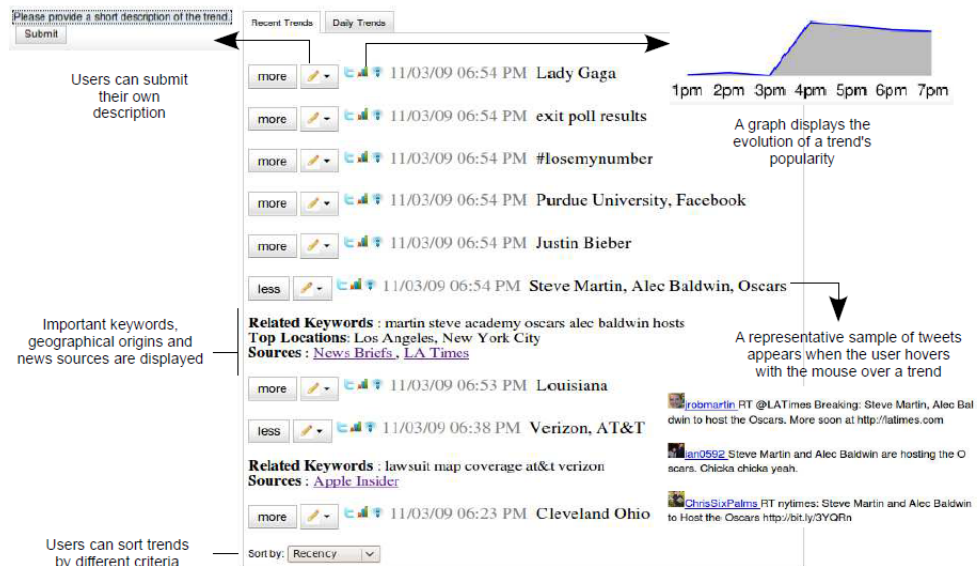 Please provide a short description of the trend.
Submit
Users can submit
their own
description
Recent Trends
Daily Trends
more 11/03/09 06:54 PM Lady Gaga
more 11/03/09 06:54 PM exit poll results
more 11/03/09 06:54 PM #losemynumber
more 11/03/09 06:54 PM Purdue University, Facebook
more 11/03/09 06:54 PM Justin Bieber
less 11/03/09 06:54 PM Steve Martin, Alec Baldwin, Oscars
Related Keywords : martin steve academy oscars alec baldwin hosts
Top Locations: Los Angeles, New York City
Sources : News Briefs , LA Times
more 11/03/09 06:53 PM Louisiana
less 11/03/09 06:38 PM Verizon, AT&T
Related Keywords : lawsuit map coverage at&t verizon
Sources : Apple Insider
more 11/03/09 06:23 PM Cleveland Ohio
Sort by: Recency
Important keywords,
geographical origins and
news sources are displayed
Users can sort trends
by different criteria
1pm 2pm 3pm 4pm 5pm 6pm 7pm
A graph displays the
evolution of a trend's
popularity
A representative sample of tweets
appears when the user hovers
with the mouse over a trend
jrobmartin RT @LATimes Breaking: Steve Martin, Alec Bal
dwin to host the Oscars. More soon at http://latimes.com
ian0592 Steve Martin and Alec Baldwin are hosting the O
scars. Chicka chicka yeah.
ChrisSixPalms RT nytimes: Steve Martin and Alec Baldwin
to Host the Oscars http://bit.ly/3YQRn